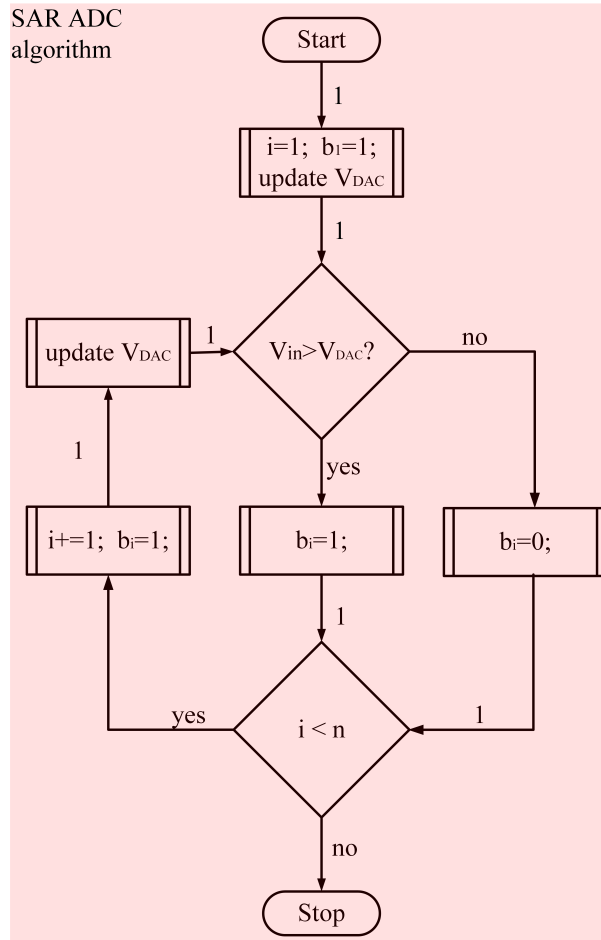 SAR ADC
algorithm
Start
1
i=1; b1=1;
update VDAC
1
update VDAC
1
Vin>VDAC?
no
1
yes
i+=1; bi=1;
bi=1;
bi=0;
1
yes
i < n
1
no
Stop